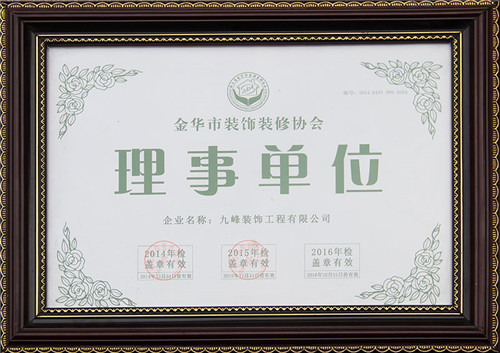 金华市装饰装修协会
理事单位
企业名称：九峰装饰工程有限公司
2014年检 2015年检 2016年检
盖章有效 盖章有效 盖章有效